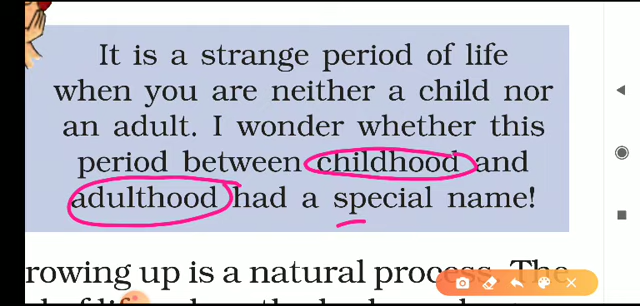 It is a strange period of life
when you are neither a child nor
an adult. I wonder whether this
period between childhood and
adulthood had a special name!
rowing up is a natural process. The